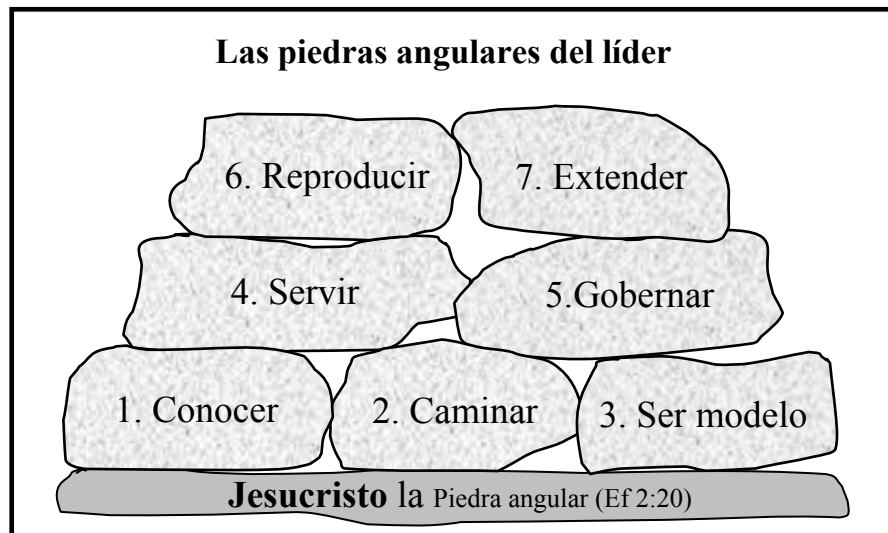 Las piedras angulares del líder
6. Reproducir
7. Extender
4. Servir
5.Gobernar
1. Conocer
2. Caminar
3. Ser modelo
Jesucristo la Piedra angular (Ef 2:20)